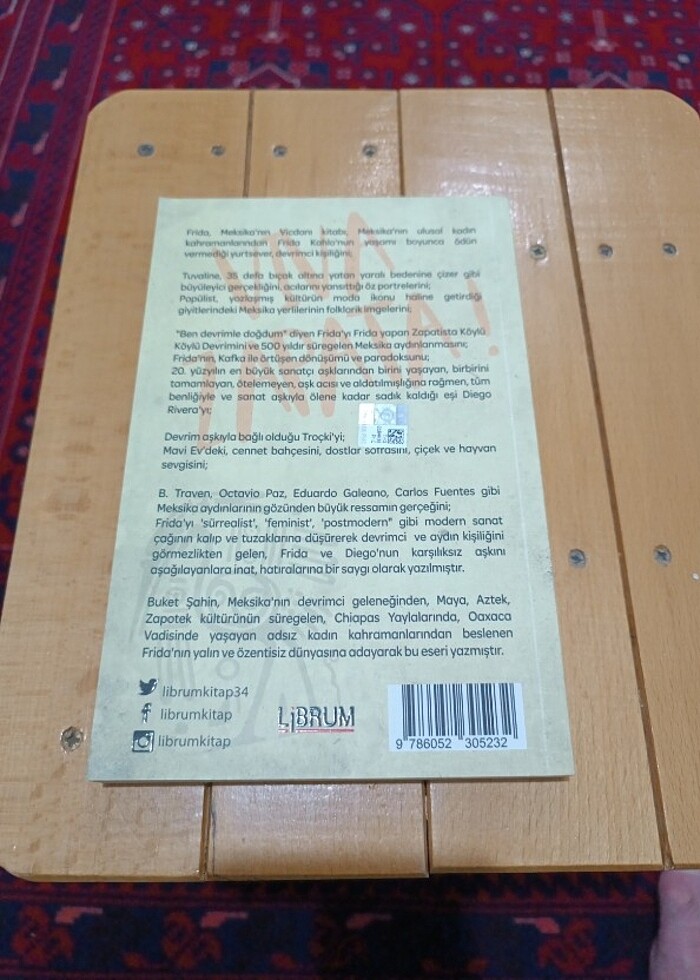 Frida, Meksika'nın Vicdanı kitabı, Meksika'nın ulusal kadın
kahramanlarından Frida Kahlo'nun yaşamı boyunca ödün
vermediği yurtsever, devrimci kişiliğini;
Tuvaline, 35 defa bıçak altına yatan yaralı bedenine çizer gibi
büyüleyici gerçekliğini, acılarını yansıttığı öz portrelerini;
Popülist, yozlaşmış kültürün moda ikonu haline getirdiği
giyitlerindeki Meksika yerlilerinin folklorik imgelerini;
"Ben devrimle doğdum" diyen Frida'yı Frida yapan Zapatista Köylü
Köylü Devrimini ve 500 yıldır süregelen Meksika aydınlanmasını;
Frida'nın, Kafka ile örtüşen dönüşümü ve paradoksunu;
20. yüzyılın en büyük sanatçı aşklarından birini yaşayan, birbirini
tamamlayan, ötelemeyen, aşk acısı ve aldatılmışlığına rağmen, tüm
benliğiyle ve sanat aşkıyla ölene kadar sadık kaldığı eşi Diego
Rivera'yı;
Devrim aşkıyla bağlı olduğu Troçki'yi;
Mavi Ev'deki, cennet bahçesini, dostlar sofrasını, çiçek ve hayvan
sevgisini;
B. Traven, Octavio Paz, Eduardo Galeano, Carlos Fuentes gibi
Meksika aydınlarının gözünden büyük ressamın gerçeğini;
Frida'yı 'sürrealist', 'feminist', 'postmodern" gibi modern sanat
çağının kalıp ve tuzaklarına düşürerek devrimci ve aydın kişiliğini
görmezlikten gelen, Frida ve Diego'nun karşılıksız aşkını
aşağılayanlara inat, hatıralarına bir saygı olarak yazılmıştır.
Buket Şahin, Meksika'nın devrimci geleneğinden, Maya, Aztek,
Zapotek kültürünün süregelen, Chiapas Yaylalarında, Oaxaca
Vadisinde yaşayan adsız kadın kahramanlarından beslenen
Frida'nın yalın ve özentisiz dünyasına adayarak bu eseri yazmıştır.
librumkitap34
librumkitap
librumkitap
LiBRUM
9 786052 305232